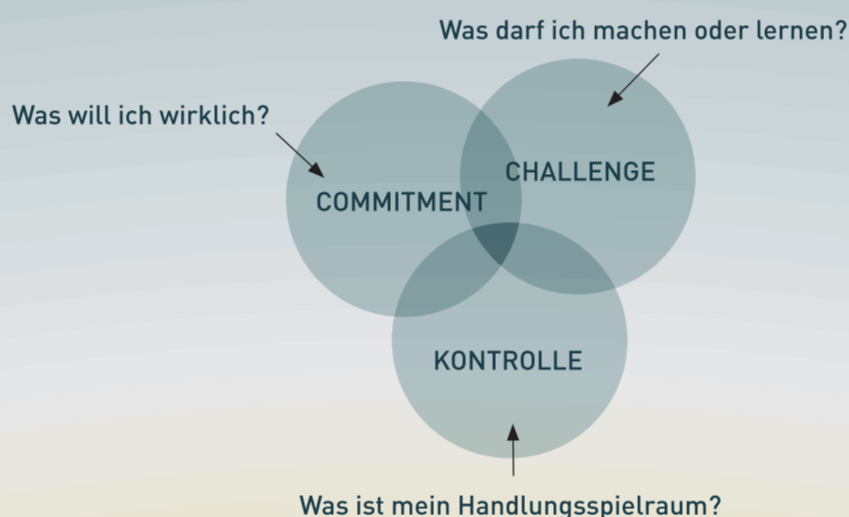 Was darf ich machen oder lernen?
Was will ich wirklich?
CHALLENGE
COMMITMENT
KONTROLLE
Was ist mein Handlungsspielraum?